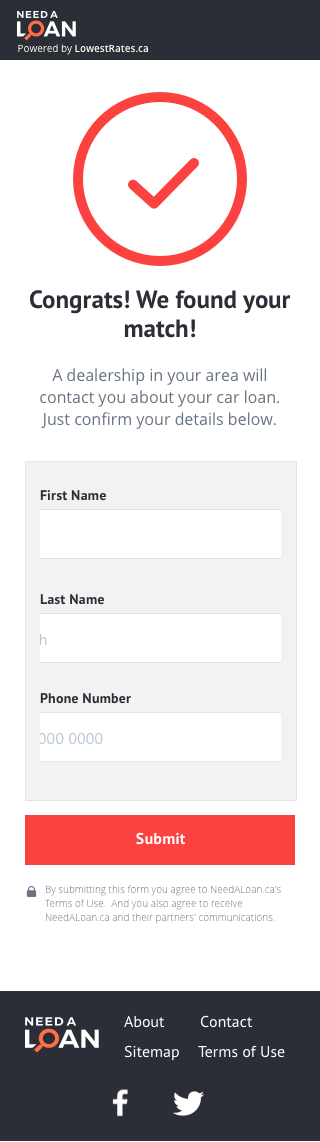 NEED A
LOAN
Powered by LowestRates.ca
Congrats! We found your
match!
A dealership in your area will
contact you about your car loan.
Just confirm your details below.
First Name
Last Name
h
Phone Number
000 0000
Submit
By submitting this form you agree to NeedALoan.ca's
Terms of Use. And you also agree to receive
NeedALoan.ca and their partners' communications.
NEED A
LOAN
About Contact
Sitemap Terms of Use